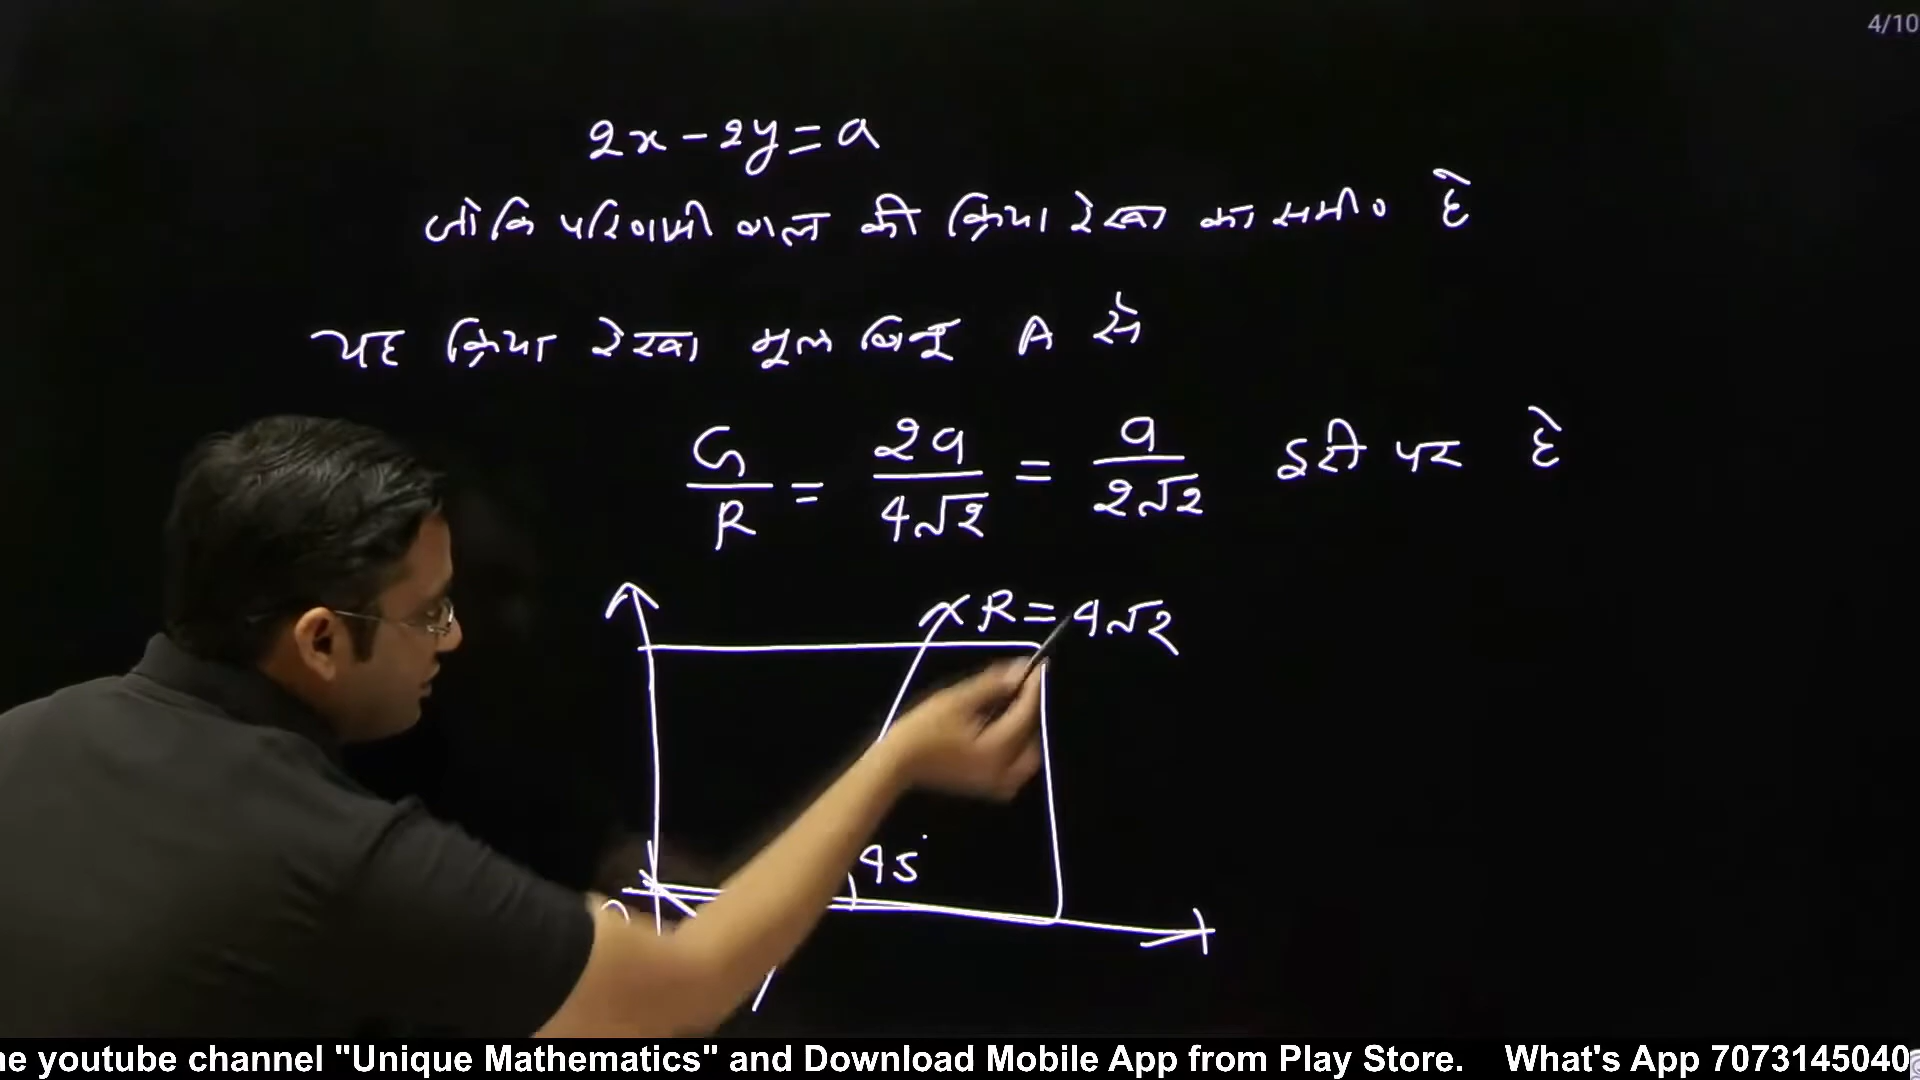 4/10
2x - 2y = a
जो कि परिणामी बल की क्रिया रेखा का समी० है
यह क्रिया रेखा मूल बिन्दू A से
G/R = 2a/4√2 = a/2√2 दूरी पर है
R = 4√2
45
he youtube channel "Unique Mathematics" and Download Mobile App from Play Store. What's App 7073145040